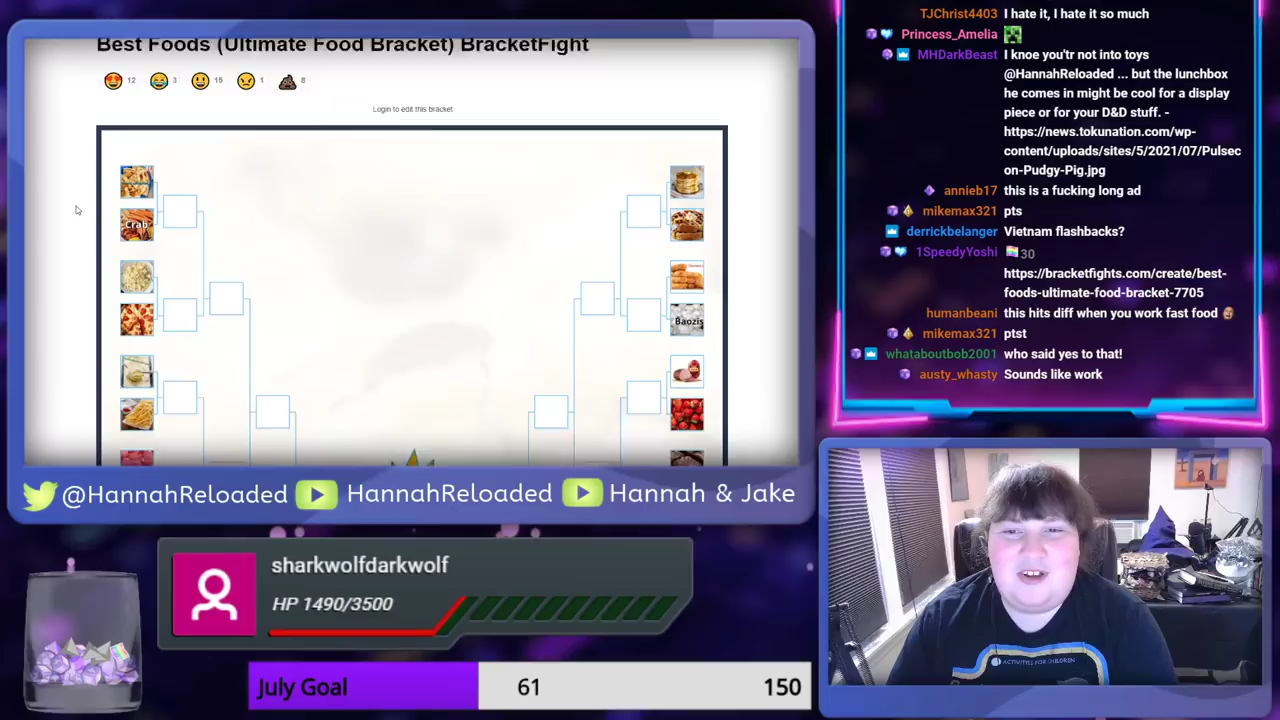 Best Foods (Ultimate Food Bracket) BracketFight
12 3 15 1 8
Login to edit this bracket
Crab
Baozis
@HannahReloaded HannahReloaded Hannah & Jake
sharkwolfdarkwolf
HP 1490/3500
July Goal 61 150
TJChrist4403 I hate it, I hate it so much
Princess_Amelia
MHDarkBeast I knoe you'tr not into toys
@HannahReloaded ... but the lunchbox
he comes in might be cool for a display
piece or for your D&D stuff. -
https://news.tokunation.com/wp-
content/uploads/sites/5/2021/07/Pulsec
on-Pudgy-Pig.jpg
annieb17 this is a fucking long ad
mikemax321 pts
derrickbelanger Vietnam flashbacks?
1SpeedyYoshi 30
https://bracketfights.com/create/best-
foods-ultimate-food-bracket-7705
humanbeani this hits diff when you work fast food
mikemax321 ptst
whataboutbob2001 who said yes to that!
austy_whasty Sounds like work
ACTIVITIES FOR CHILDREN